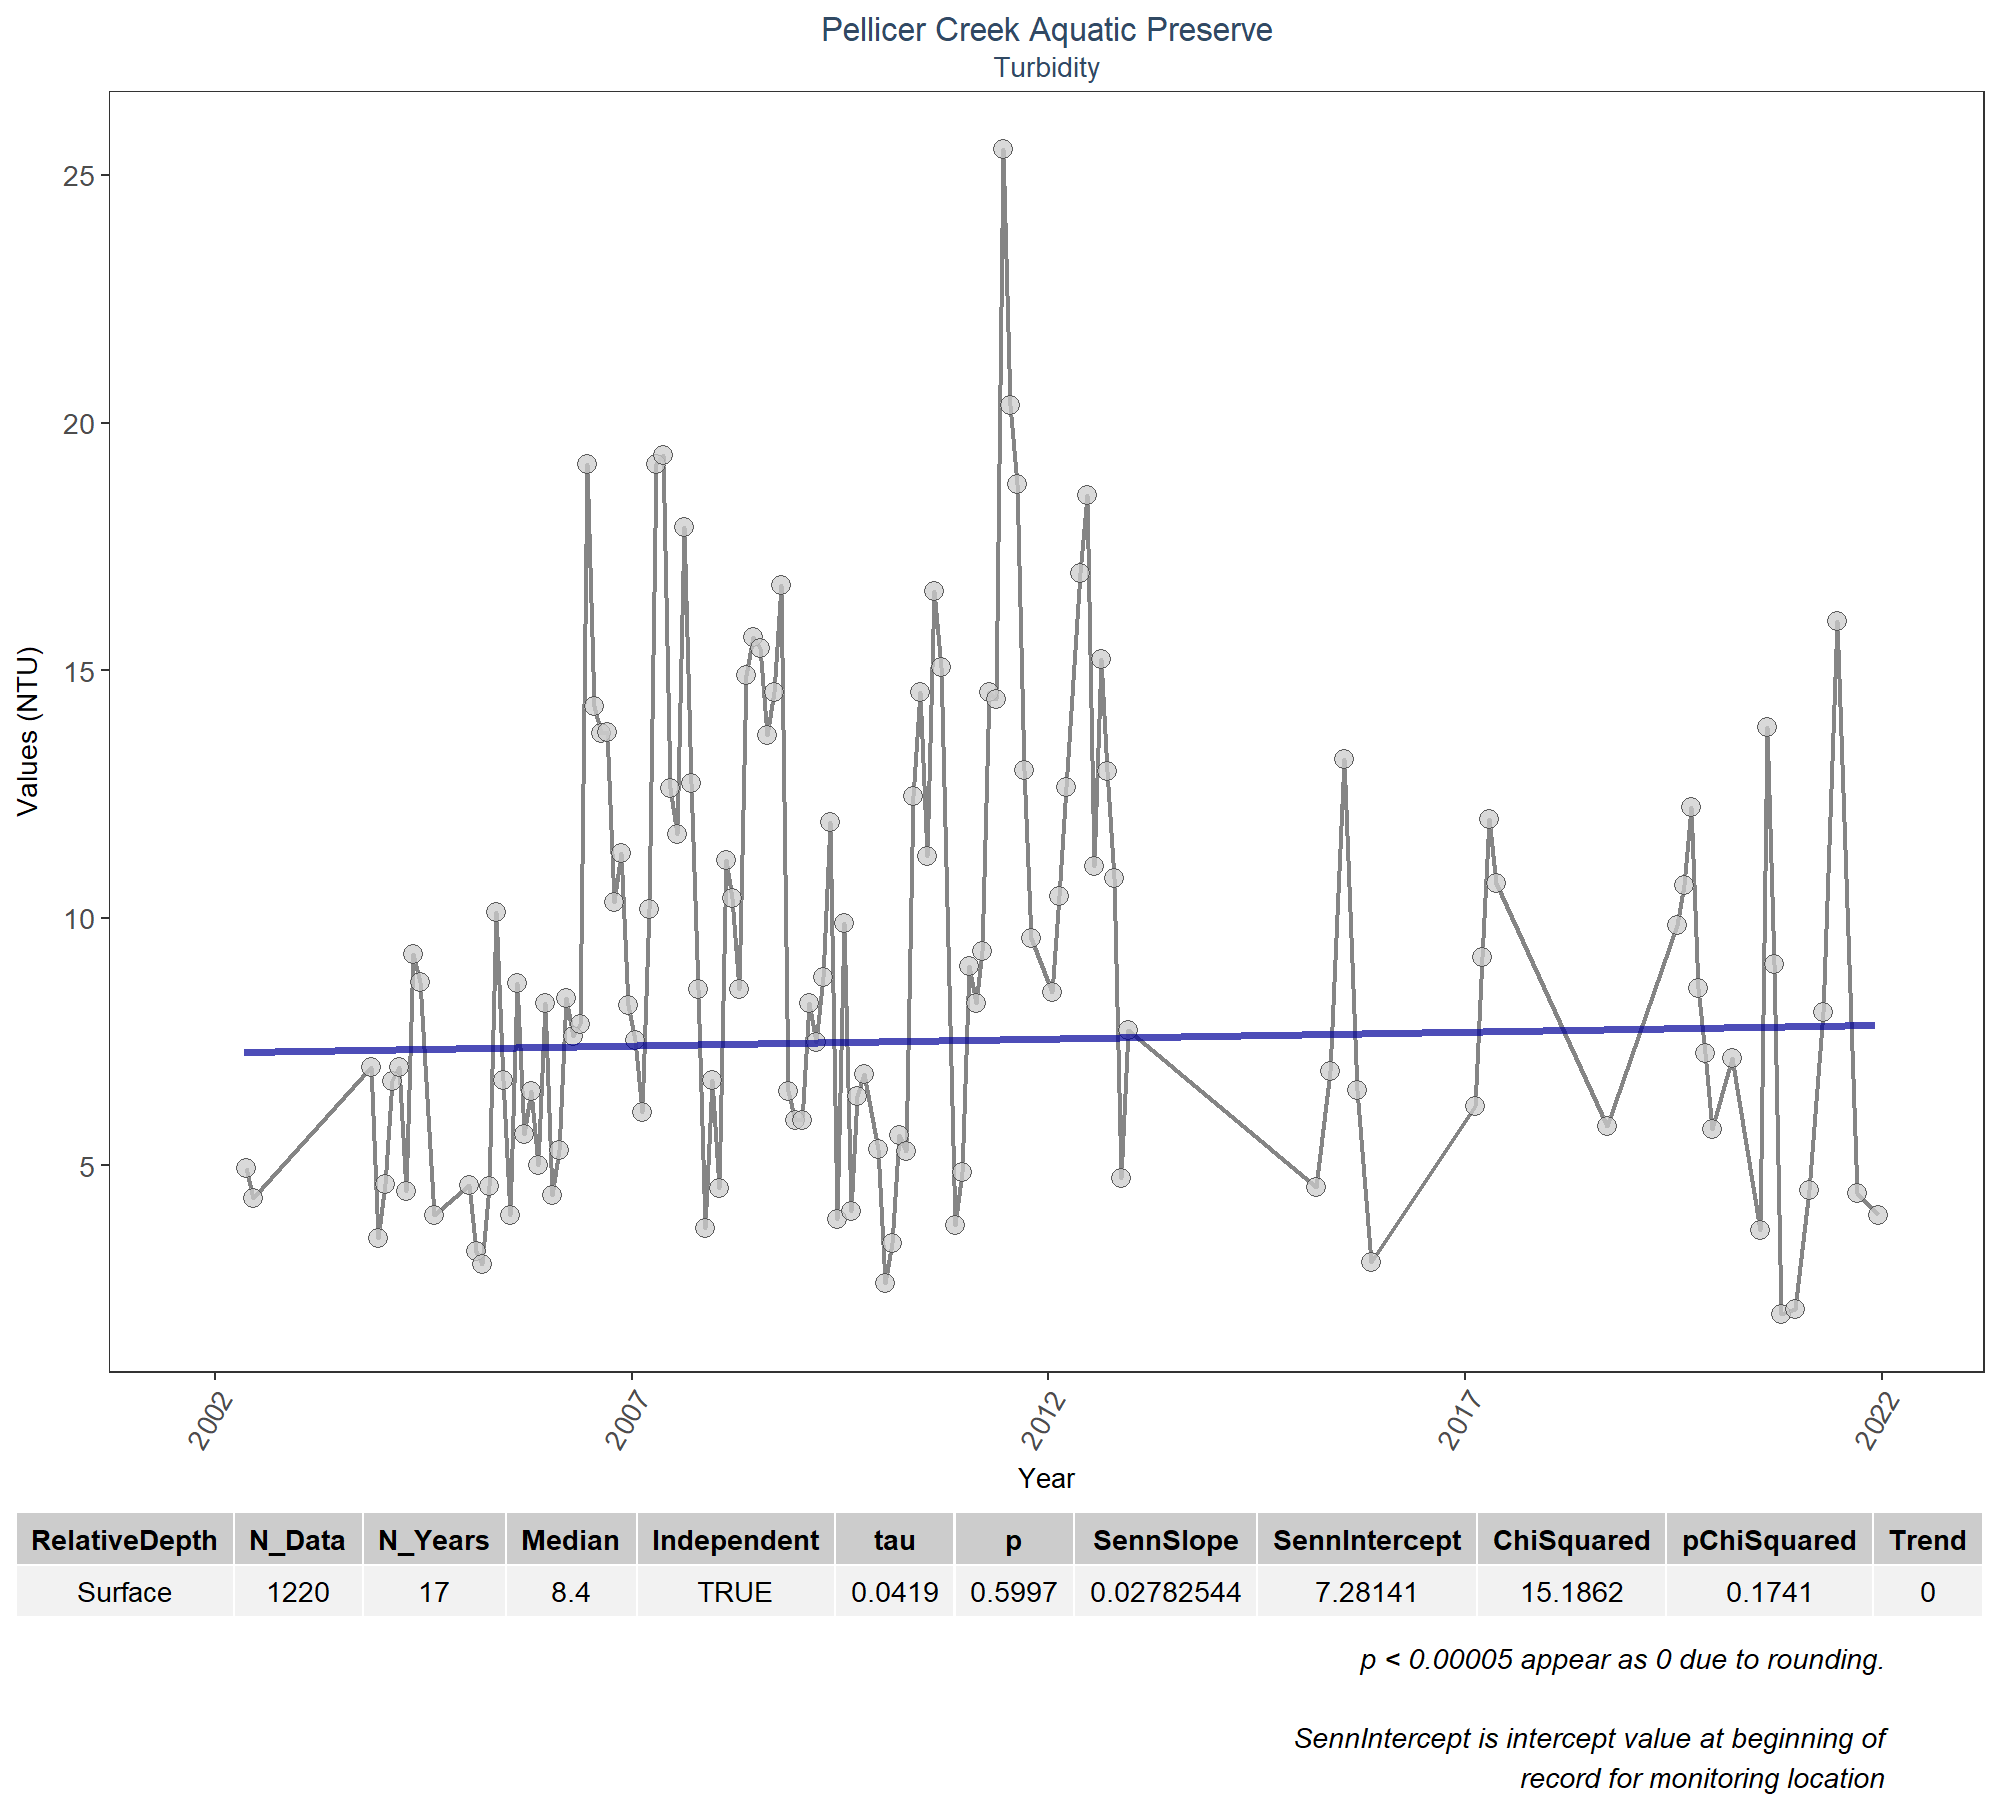 Pellicer Creek Aquatic Preserve
Turbidity
Values (NTU)
25
20
15
10
5
2002
2007
2012
2017
2022
Year
RelativeDepth N_Data N_Years Median Independent tau p SennSlope SennIntercept ChiSquared pChiSquared Trend
Surface 1220 17 8.4 TRUE 0.0419 0.5997 0.02782544 7.28141 15.1862 0.1741 0
p < 0.00005 appear as 0 due to rounding.
SennIntercept is intercept value at beginning of
record for monitoring location